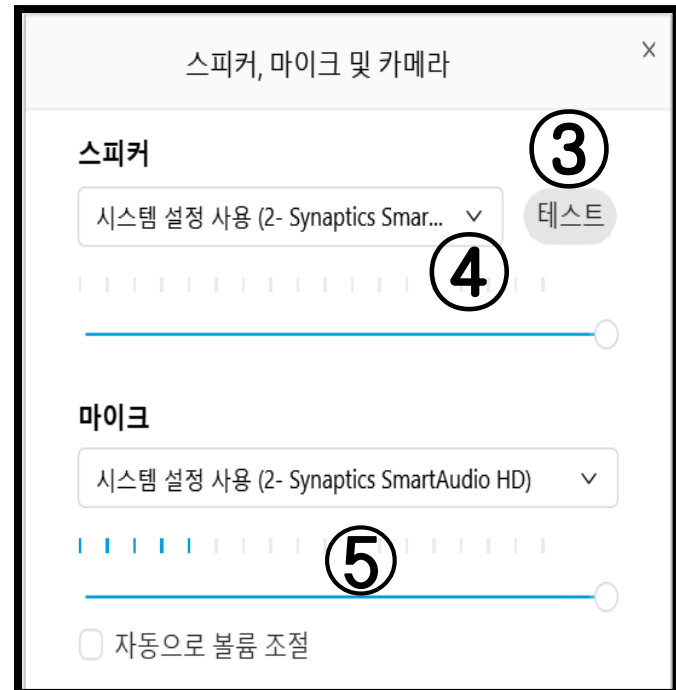 스피커, 마이크 및 카메라
스피커
③
시스템 설정 사용 (2- Synaptics Smar...
테스트
④
마이크
시스템 설정 사용 (2- Synaptics SmartAudio HD)
⑤
자동으로 볼륨 조절